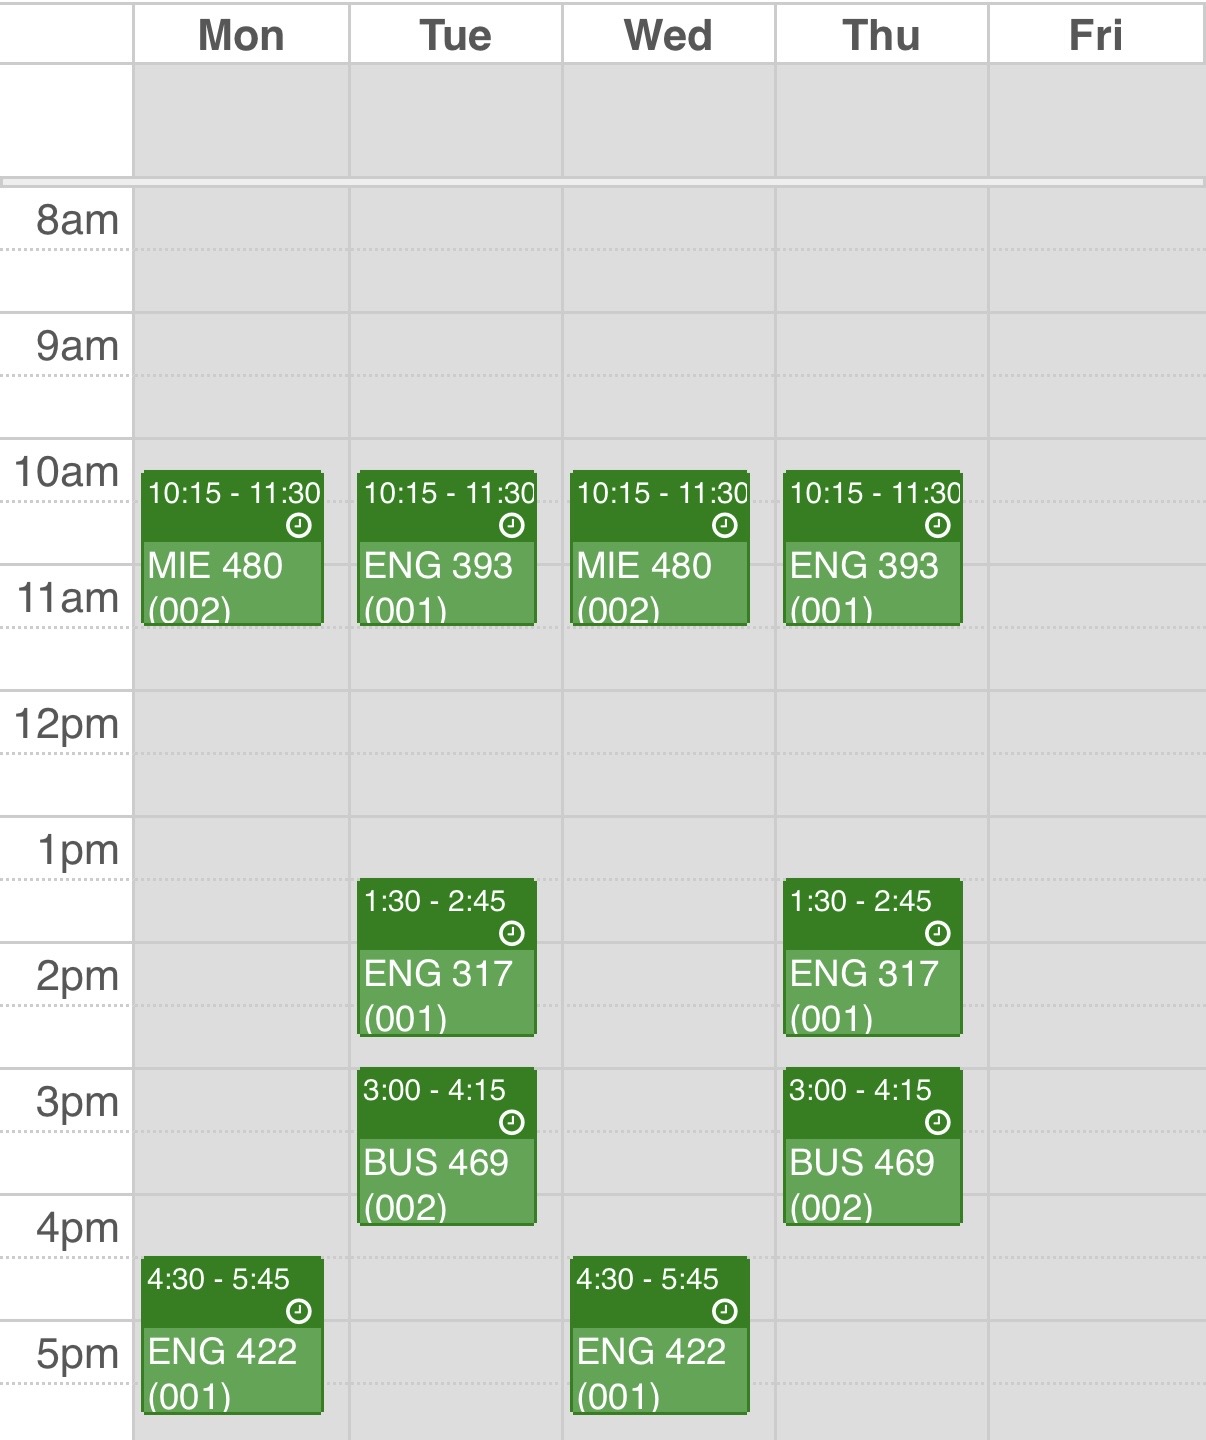 Mon Tue Wed Thu Fri
8am
9am
10am
10:15 - 11:30 10:15 - 11:30 10:15 - 11:30 10:15 - 11:30
MIE 480 ENG 393 MIE 480 ENG 393
11am
(002) (001) (002) (001)
12pm
1pm
1:30 - 2:45 1:30 - 2:45
2pm
ENG 317 ENG 317
(001) (001)
3pm
3:00 - 4:15 3:00 - 4:15
BUS 469 BUS 469
(002) (002)
4pm
4:30 - 5:45 4:30 - 5:45
5pm
ENG 422 ENG 422
(001) (001)